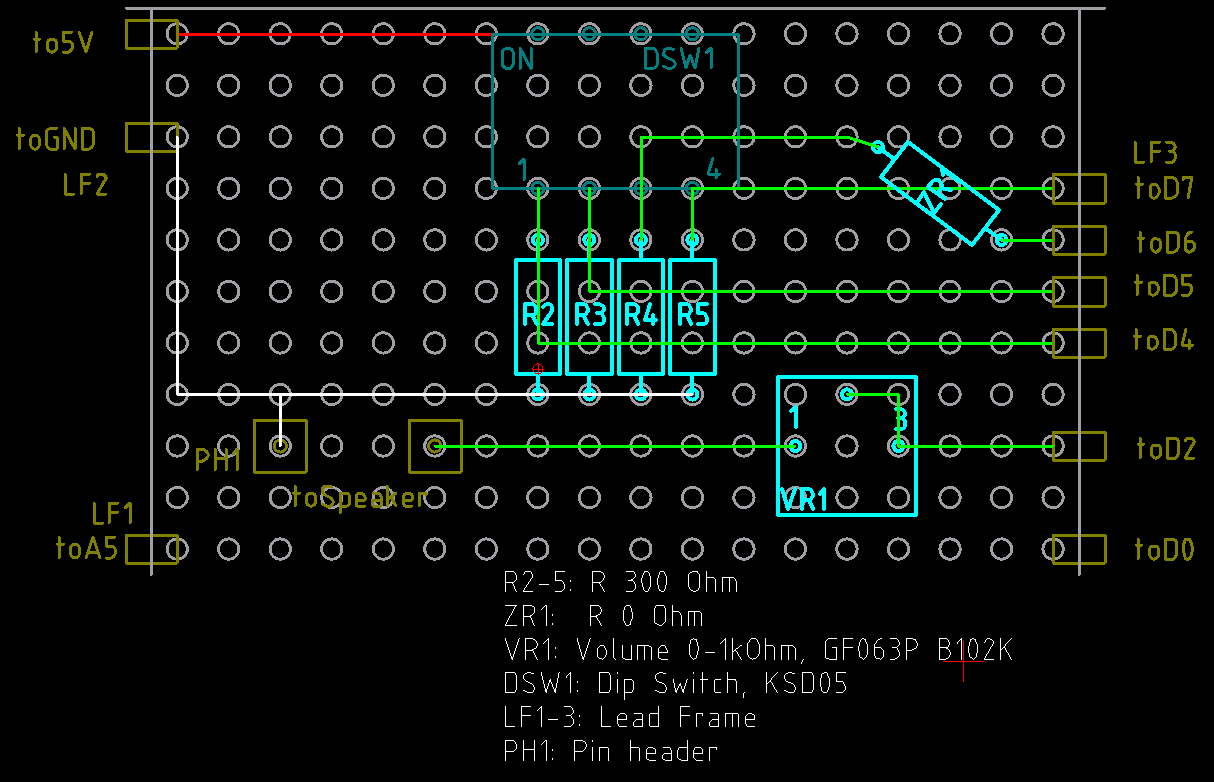 to5V
ON DSW1
toGND
1 4
LF3
LF2
toD7
ZR1
toD6
toD5
R2 R3 R4 R5
toD4
1 3
PH1
toD2
toSpeaker
VR1
LF1
toA5
toD0
R2-5: R 300 Ohm
ZR1: R 0 Ohm
VR1: Volume 0-1kOhm, GF063P B102K
DSW1: Dip Switch, KSD05
LF1-3: Lead Frame
PH1: Pin header